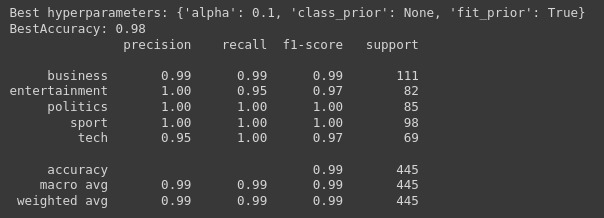 Best hyperparameters: {'alpha': 0.1, 'class_prior': None, 'fit_prior': True}
BestAccuracy: 0.98
precision recall f1-score support
business 0.99 0.99 0.99 111
entertainment 1.00 0.95 0.97 82
politics 1.00 1.00 1.00 85
sport 1.00 1.00 1.00 98
tech 0.95 1.00 0.97 69
accuracy 0.99 445
macro avg 0.99 0.99 0.99 445
weighted avg 0.99 0.99 0.99 445